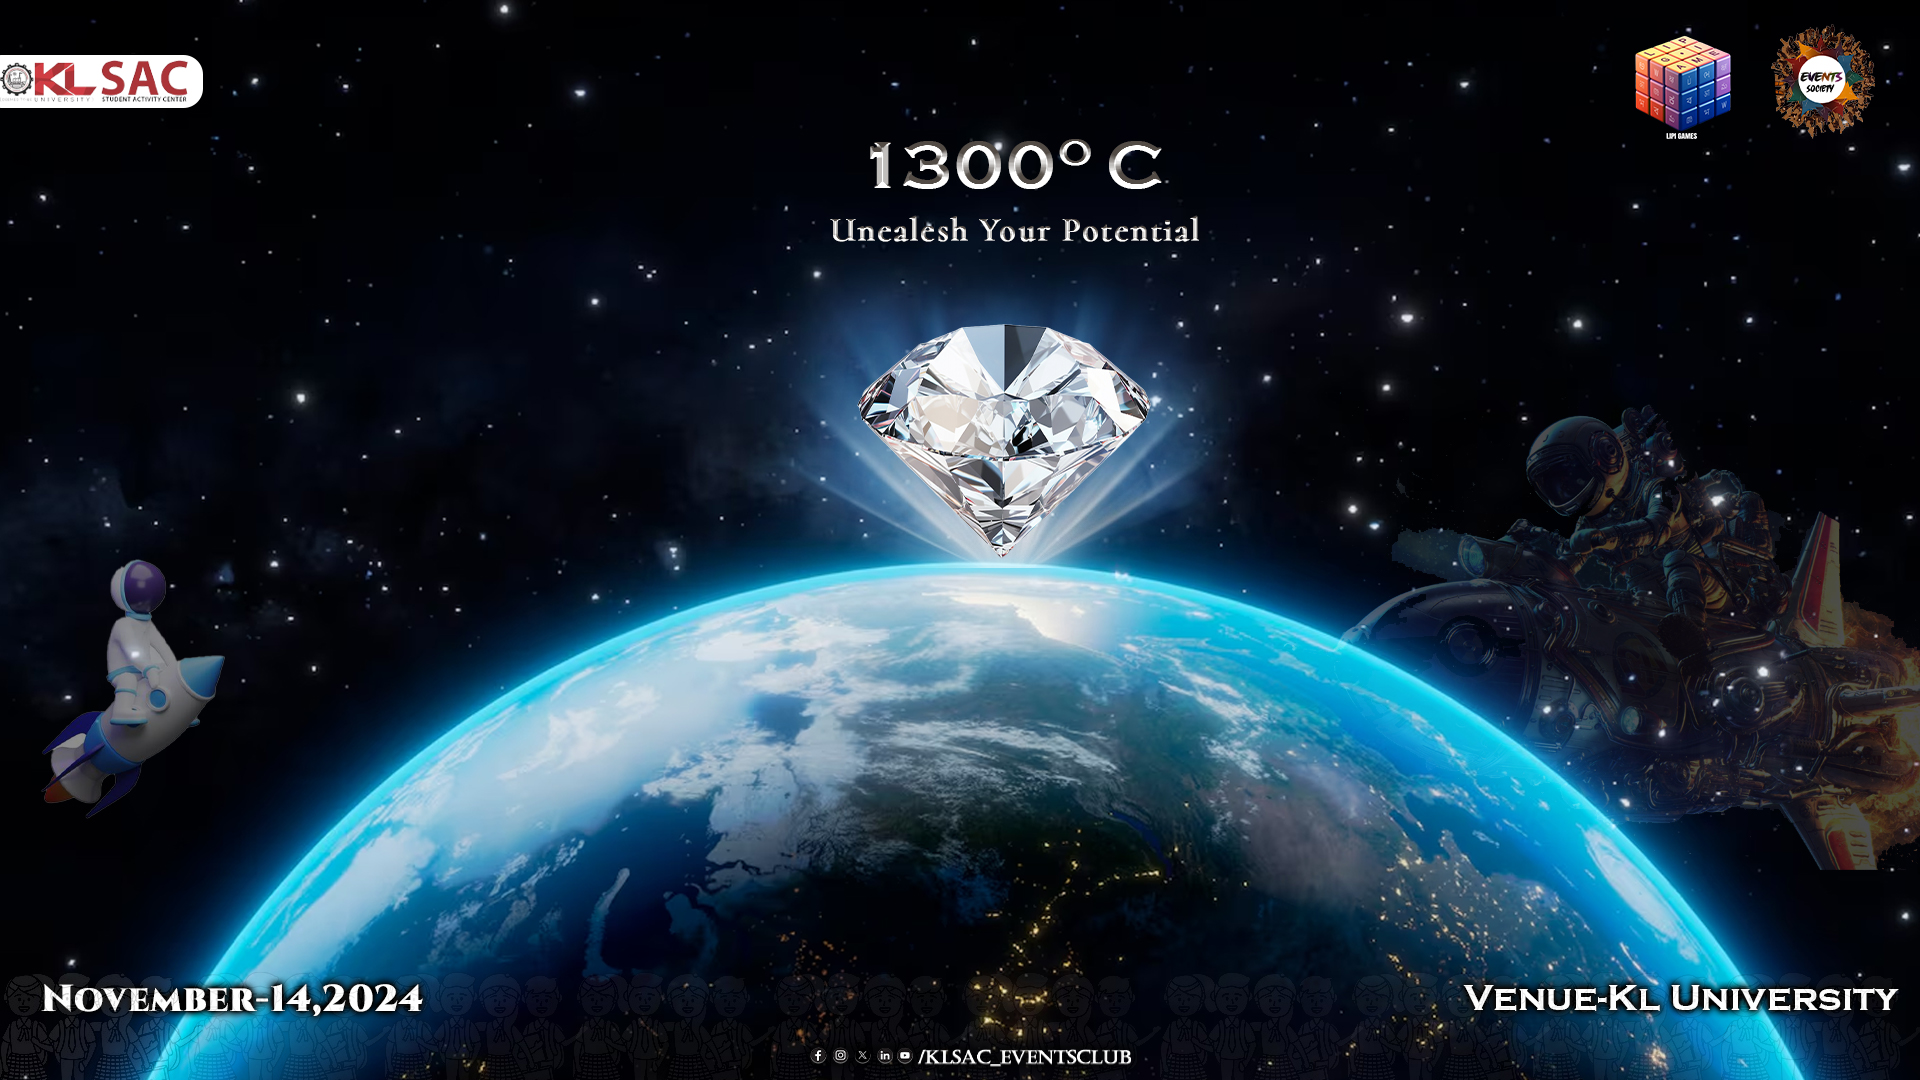 KL SAC
UNIVERSITY STUDENT ACTIVITY CENTER
LIPI GAMES
EVENTS
SOCIETY
1300° C
Unealesh Your Potential
NOVEMBER-14,2024
VENUE-KL UNIVERSITY
/KLSAC_EVENTSCLUB